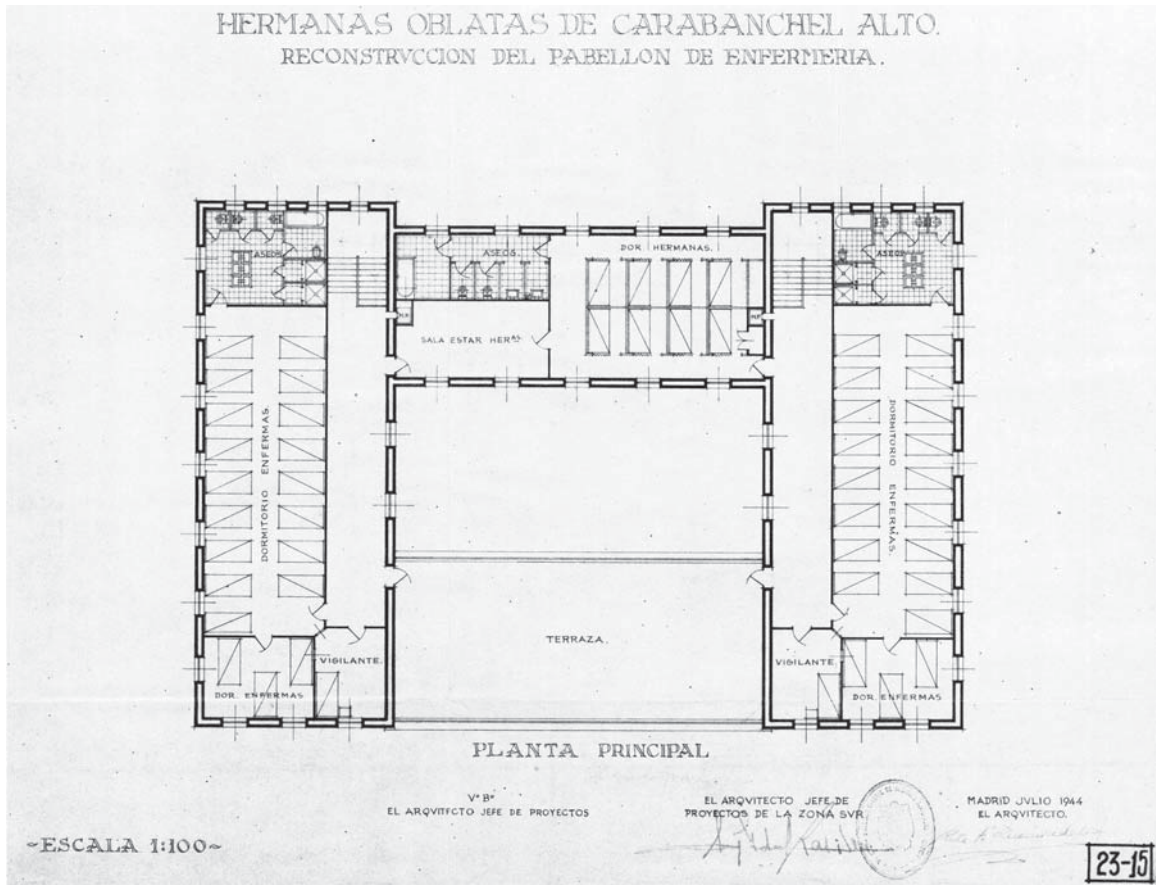 HERMANAS OBLATAS DE CARABANCHEL ALTO.
RECONSTRVCCION DEL PABELLON DE ENFERMERIA.
ASEOS
ASEOS.
DOR. HERMANAS.
ASEOS
H.P.
SALA ESTAR HERAS
DORMITORIO ENFERMAS.
DORMITORIO ENFERMAS.
TERRAZA.
VIGILANTE.
DOR. ENFERMAS
VIGILANTE.
DOR. ENFERMAS
PLANTA PRINCIPAL
Vº Bº
EL ARQVITECTO JEFE DE PROYECTOS
EL ARQVITECTO JEFE DE
PROYECTOS DE LA ZONA SVR
MADRID JVLIO 1944
EL ARQVITECTO.
-ESCALA 1:100-
23-15